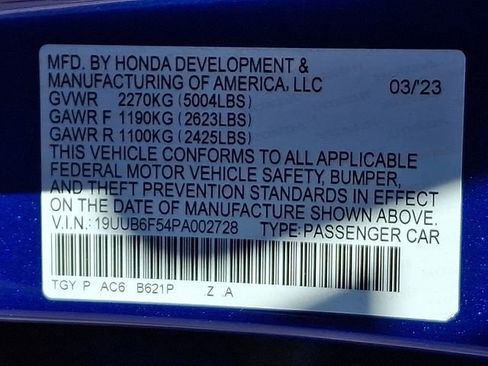 MFD. BY HONDA DEVELOPMENT &
MANUFACTURING OF AMERICA, LLC 03/23
GVWR 2270KG (5004LBS)
GAWR F 1190KG (2623LBS)
GAWR R 1100KG (2425LBS)
THIS VEHICLE CONFORMS TO ALL APPLICABLE
FEDERAL MOTOR VEHICLE SAFETY, BUMPER,
AND THEFT PREVENTION STANDARDS IN EFFECT
ON THE DATE OF MANUFACTURE SHOWN ABOVE.
V.I.N.: 19UUB6F54PA002728 TYPE: PASSENGER CAR
TGY P AC6 B621P .Z .A